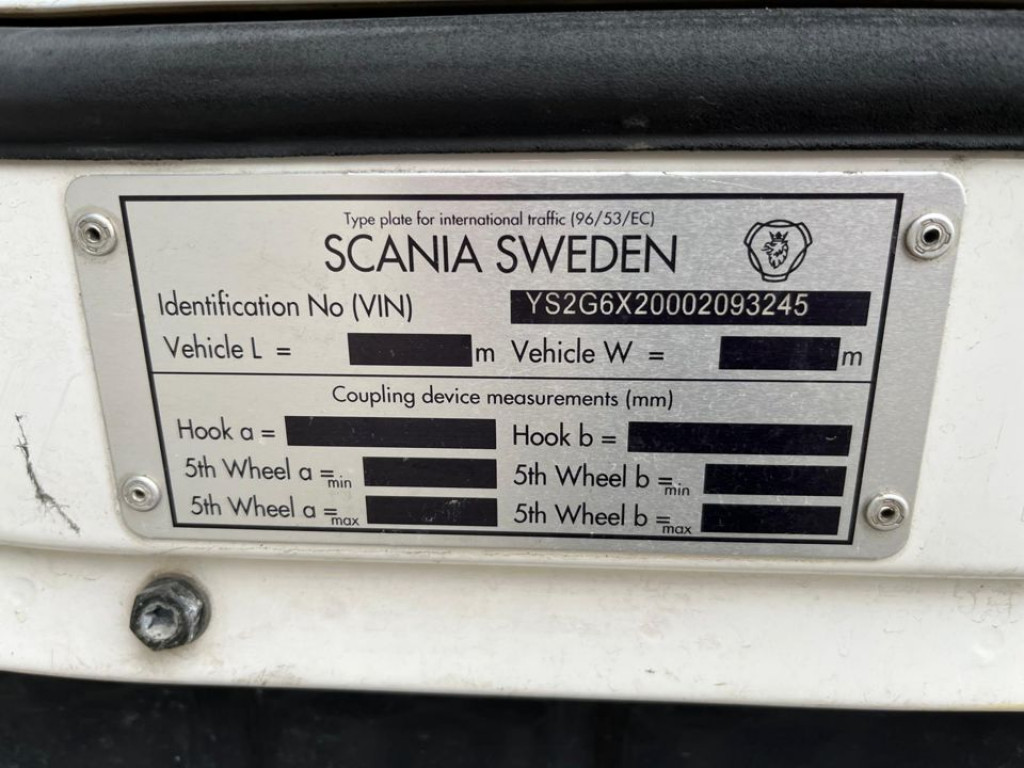 Type plate for international traffic (96/53/EC)
SCANIA SWEDEN
Identification No (VIN) YS2G6X20002093245
Vehicle L = m Vehicle W = m
Coupling device measurements (mm)
Hook a = Hook b =
5th Wheel a = min 5th Wheel b = min
5th Wheel a = max 5th Wheel b = max